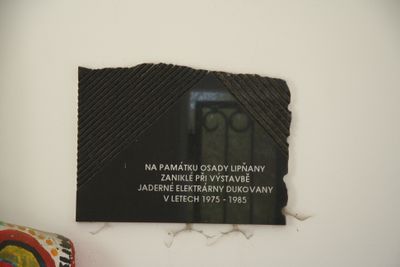 NA PAMÁTKU OSADY LIPŇANY
ZANIKLÉ PŘI VÝSTAVBĚ
JADERNÉ ELEKTRÁRNY DUKOVANY
V LETECH 1975 - 1985